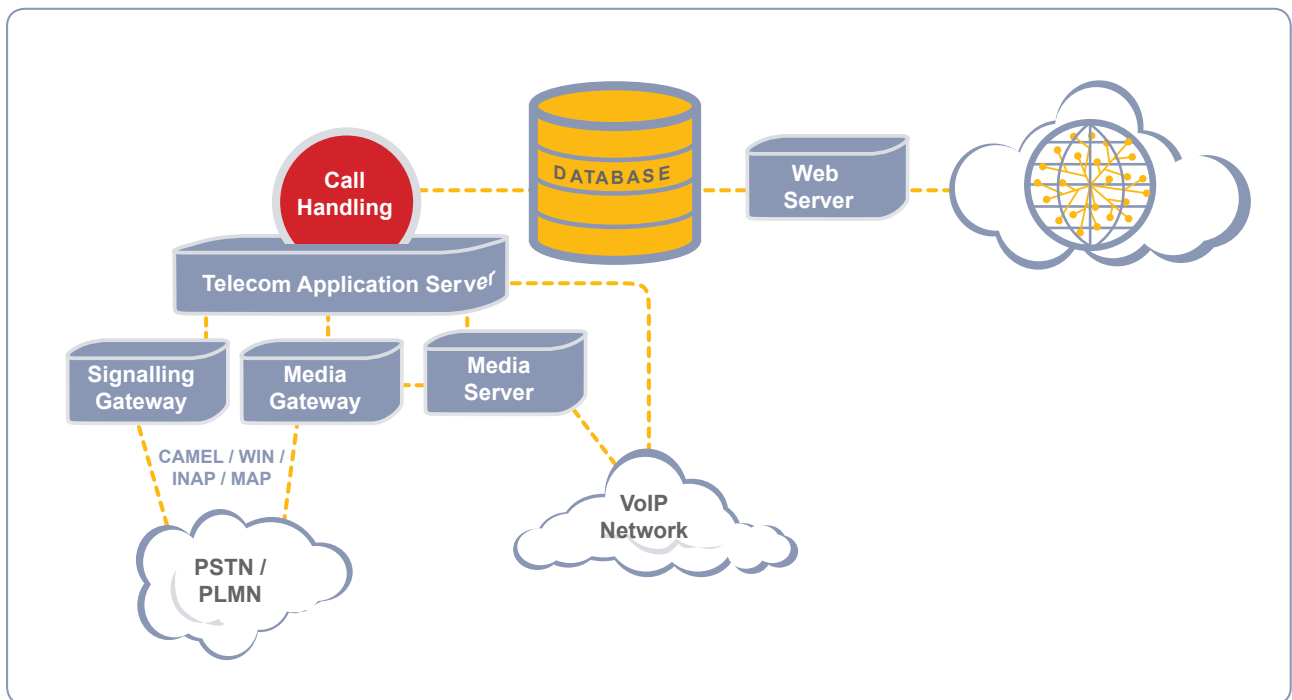 Call
Handling
DATABASE
Web
Server
Telecom Application Server
Signalling
Gateway
Media
Gateway
Media
Server
CAMEL / WIN /
INAP / MAP
VoIP
Network
PSTN /
PLMN